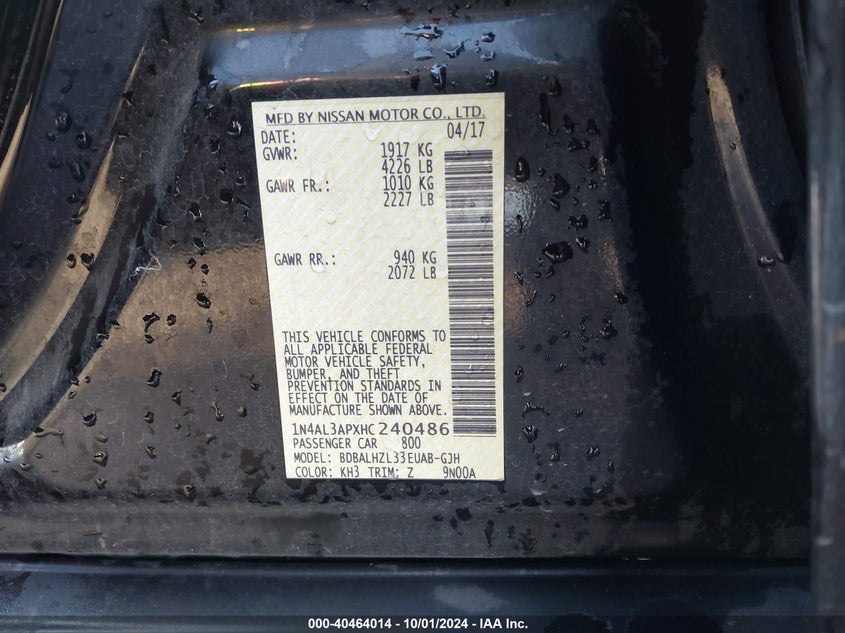 MFD BY NISSAN MOTOR CO., LTD.
DATE: 04/17
GVWR: 1917 KG
4226 LB
GAWR FR.: 1010 KG
2227 LB
GAWR RR.: 940 KG
2072 LB
THIS VEHICLE CONFORMS TO
ALL APPLICABLE FEDERAL
MOTOR VEHICLE SAFETY,
BUMPER, AND THEFT
PREVENTION STANDARDS IN
EFFECT ON THE DATE OF
MANUFACTURE SHOWN ABOVE.
1N4AL3APXHC240486
PASSENGER CAR 800
MODEL: BDBALHZL33EUAB-GJH
COLOR: KH3 TRIM: Z 9N00A
000-40464014 | 10/01/2024 - IAA Inc.